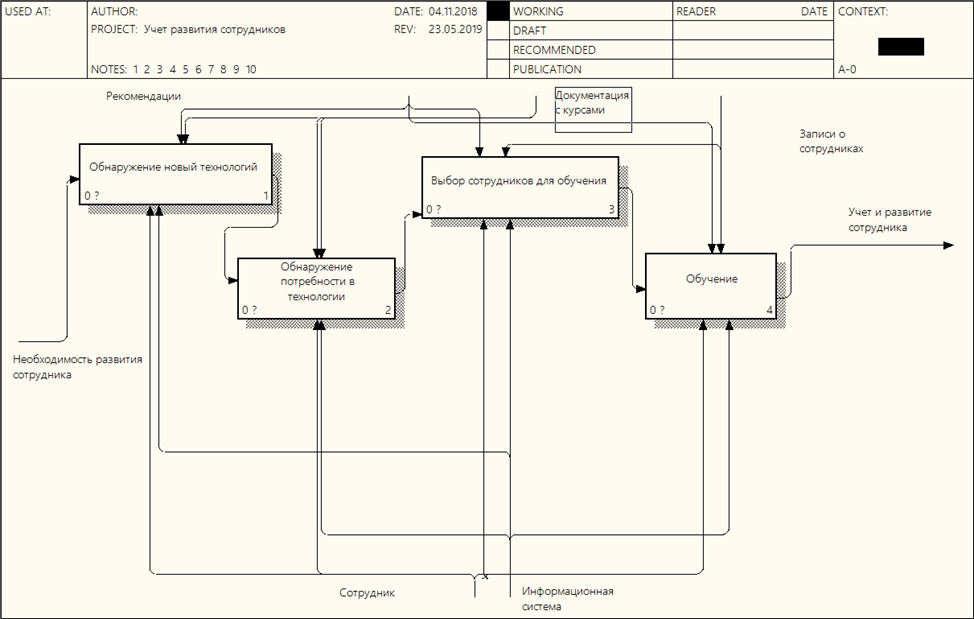 USED AT:
AUTHOR:
DATE: 04.11.2018
PROJECT: Учет развития сотрудников
REV: 23.05.2019
NOTES: 1 2 3 4 5 6 7 8 9 10
WORKING
DRAFT
RECOMMENDED
PUBLICATION
READER
DATE
CONTEXT:
A-0
Рекомендации
Документация
с курсами
Записи о
сотрудниках
Обнаружение новый технологий
0 ?
1
Выбор сотрудников для обучения
0 ?
3
Учет и развитие
сотрудника
Обнаружение
потребности в
технологии
0 ?
2
Обучение
0 ?
4
Необходимость развития
сотрудника
Сотрудник
Информационная
система